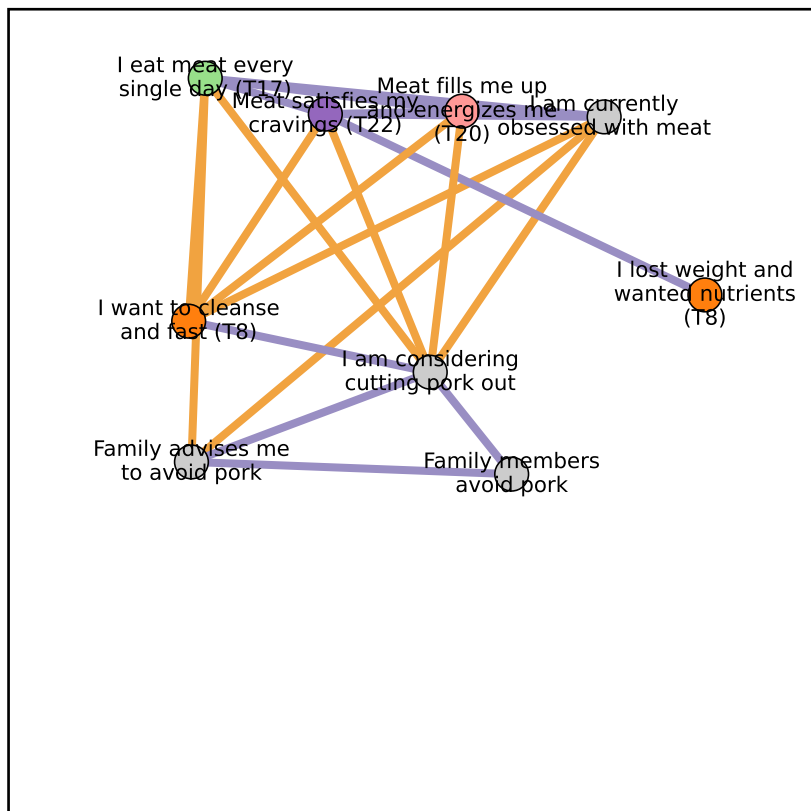 I eat meat every
single day (T17)
Meat satisfies my
cravings (T22)
Meat fills me up
and energizes me
(T20)
I am currently
obsessed with meat
I lost weight and
wanted nutrients
(T8)
I want to cleanse
and fast (T8)
I am considering
cutting pork out
Family advises me
to avoid pork
Family members
avoid pork